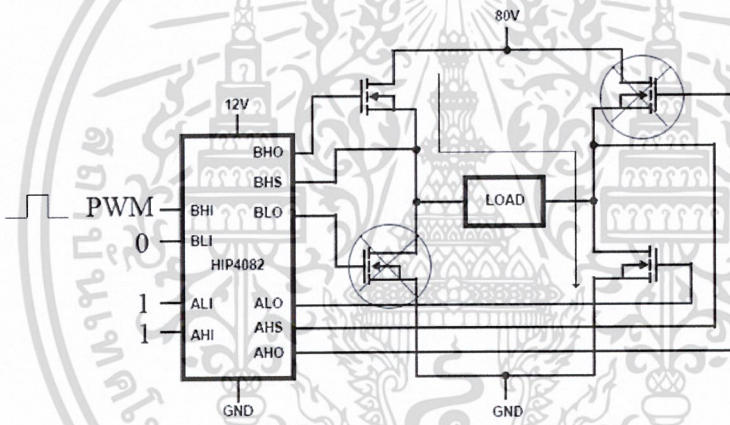 80V
12V
BHO
BHS
PWM
BHI
BLO
0
BLI
HIP4082
LOAD
1
ALI
ALO
AHS
1
AHI
AHO
GND
GND